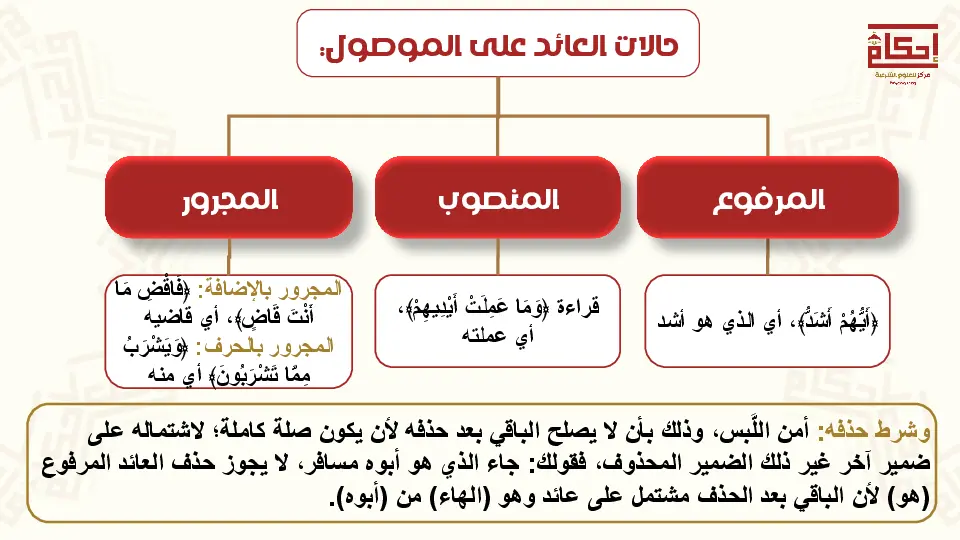 حالات العائد على الموصول:
إحكام
مركز للعلوم الشرعية
المرفوع
المنصوب
المجرور
﴿أَيُّهُمْ أَشَدُّ﴾، أي الذي هو أشد
قراءة ﴿وَمَا عَمِلَتْ أَيْدِيهِمْ﴾،
أي عملته
المجرور بالإضافة: ﴿فَاقْضِ مَا
أَنْتَ قَاضٍ﴾، أي قاضيه
المجرور بالحرف: ﴿وَيَشْرَبُ
مِمَّا تَشْرَبُونَ﴾ أي منه
وشرط حذفه: أمن اللَّبس، وذلك بأن لا يصلح الباقي بعد حذفه لأن يكون صلة كاملة؛ لاشتماله على
ضمير آخر غير ذلك الضمير المحذوف، فقولك: جاء الذي هو أبوه مسافر، لا يجوز حذف العائد المرفوع
(هو) لأن الباقي بعد الحذف مشتمل على عائد وهو (الهاء) من (أبوه).